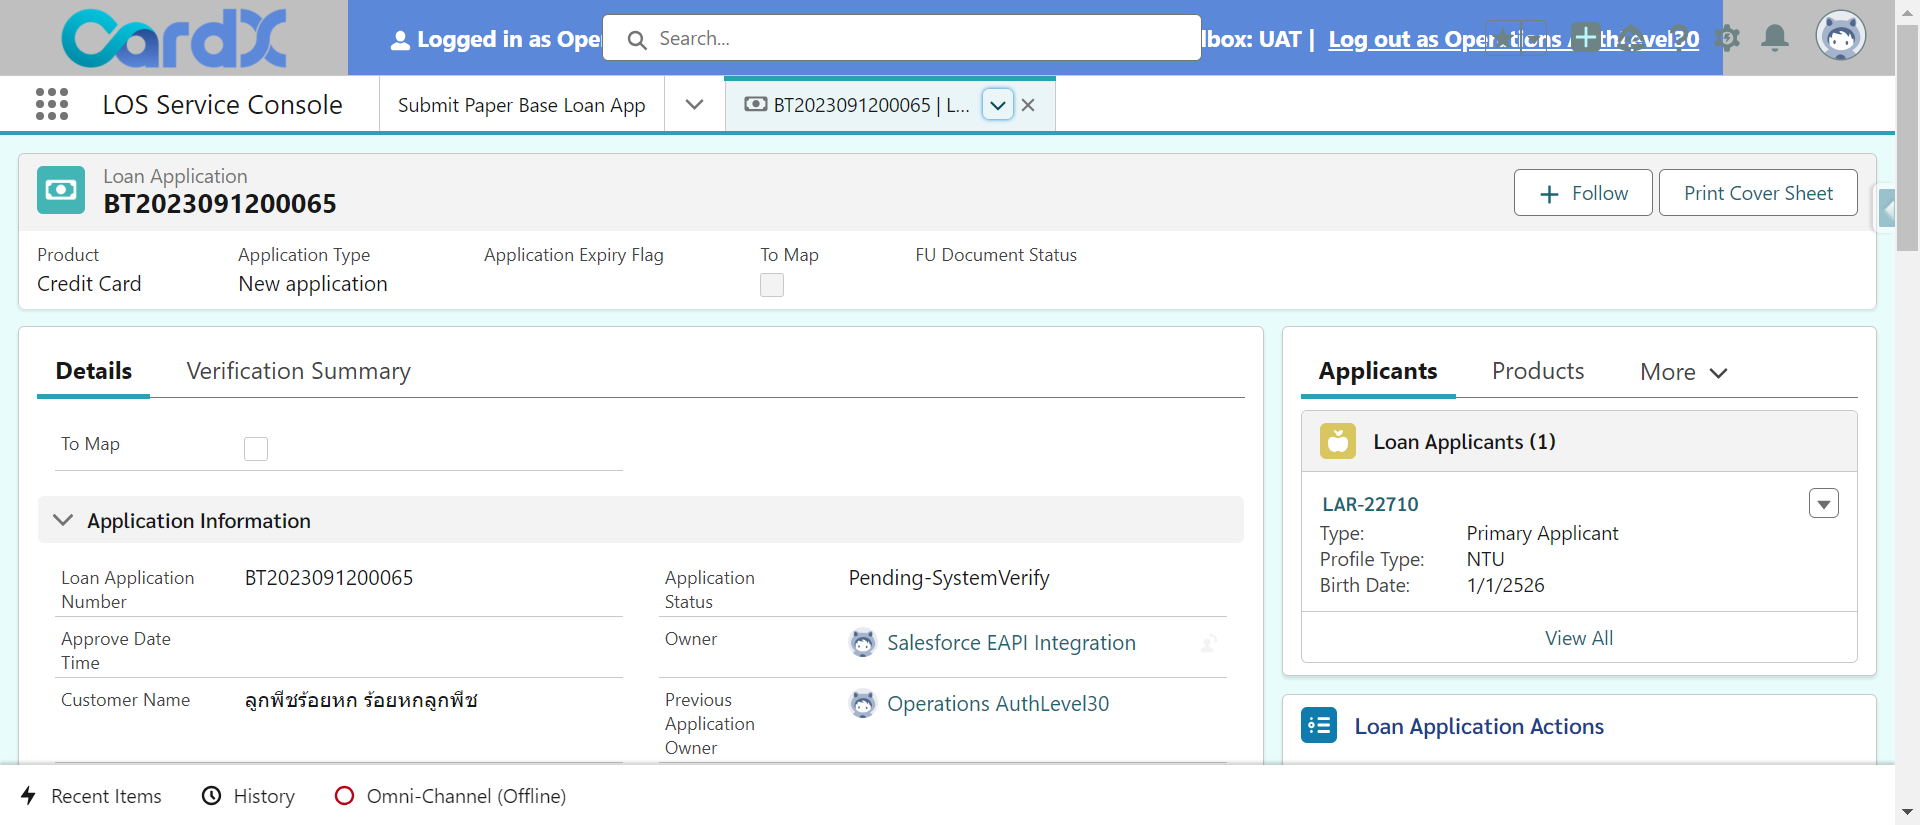 CardX
Logged in as Ope
Search...
box: UAT |
Log out as Operations AuthLevel30
LOS Service Console
Submit Paper Base Loan App
BT2023091200065 | L...
Loan Application
BT2023091200065
Follow
Print Cover Sheet
Product
Application Type
Application Expiry Flag
To Map
FU Document Status
Credit Card
New application
Details
Verification Summary
To Map
Application Information
Loan Application
Number
BT2023091200065
Application
Status
Pending-SystemVerify
Approve Date
Time
Owner
Salesforce EAPI Integration
Customer Name
ลูกพีชร้อยหก ร้อยหกลูกพีช
Previous
Application
Owner
Operations AuthLevel30
Applicants
Products
More
Loan Applicants (1)
LAR-22710
Type:
Primary Applicant
Profile Type:
NTU
Birth Date:
1/1/2526
View All
Loan Application Actions
Recent Items
History
Omni-Channel (Offline)